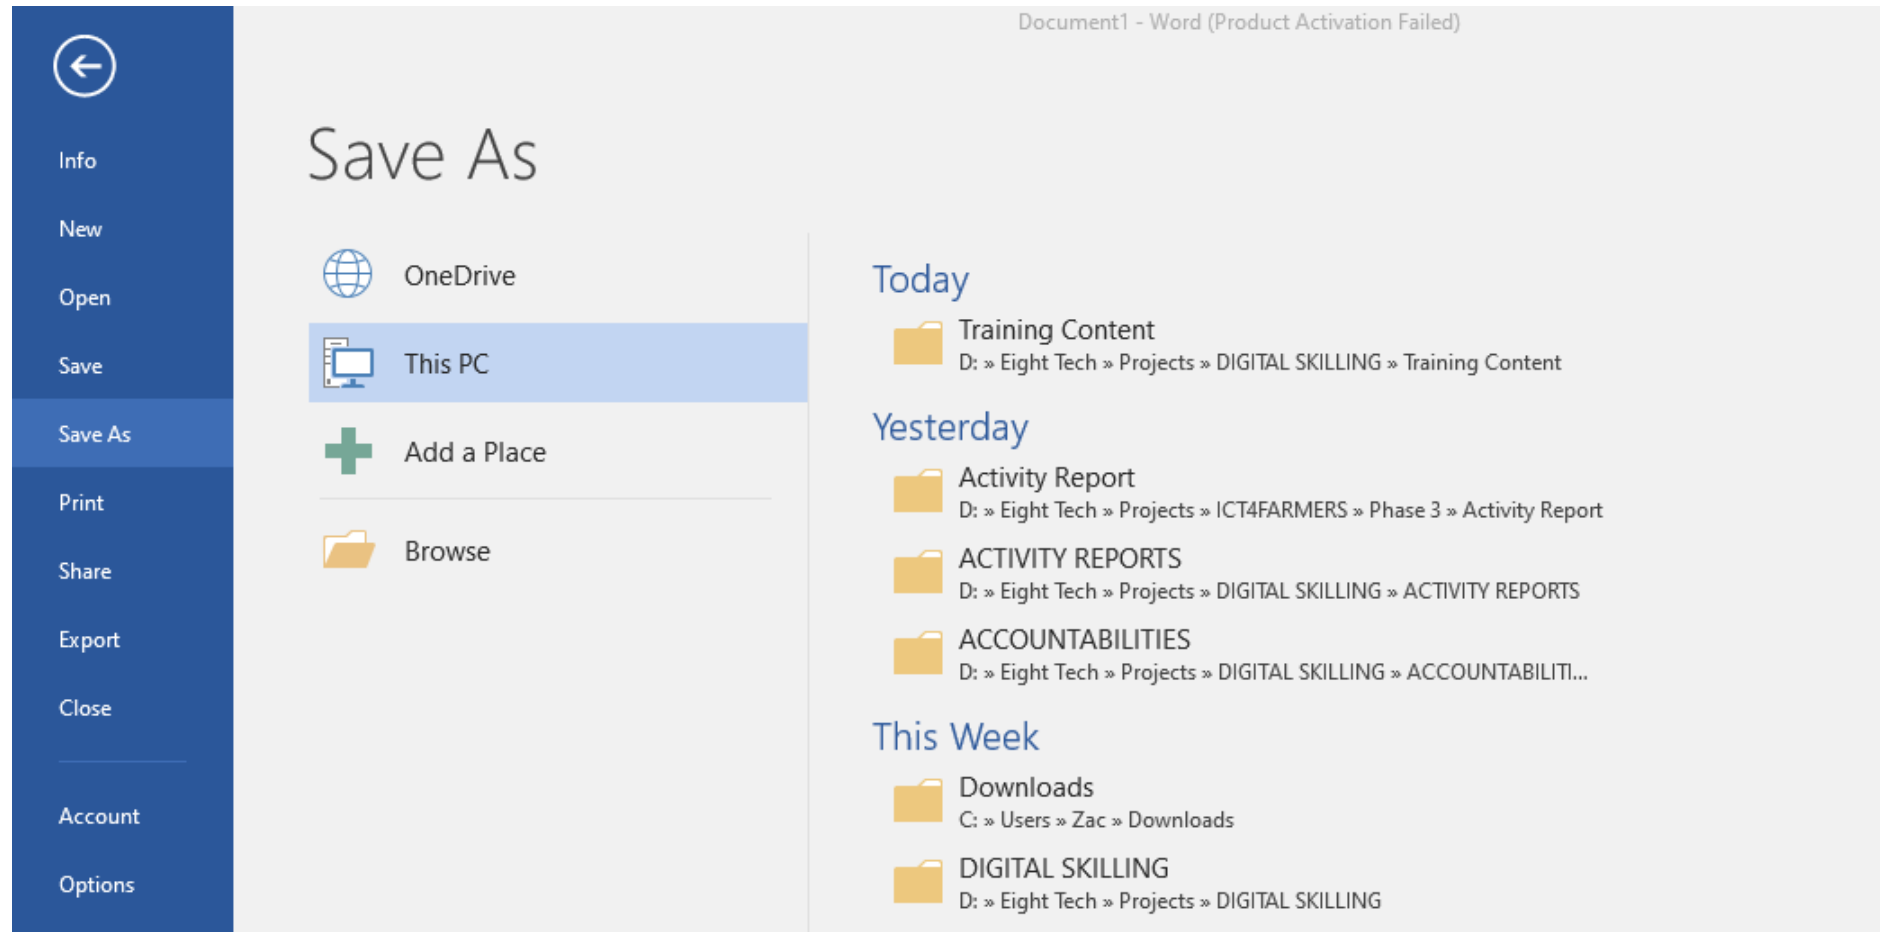 Document1 - Word (Product Activation Failed)
Info
New
Open
Save
Save As
Print
Share
Export
Close
Account
Options
Save As
OneDrive
This PC
Add a Place
Browse
Today
Training Content
D: » Eight Tech » Projects » DIGITAL SKILLING » Training Content
Yesterday
Activity Report
D: » Eight Tech » Projects » ICT4FARMERS » Phase 3 » Activity Report
ACTIVITY REPORTS
D: » Eight Tech » Projects » DIGITAL SKILLING » ACTIVITY REPORTS
ACCOUNTABILITIES
D: » Eight Tech » Projects » DIGITAL SKILLING » ACCOUNTABILITI...
This Week
Downloads
C: » Users » Zac » Downloads
DIGITAL SKILLING
D: » Eight Tech » Projects » DIGITAL SKILLING